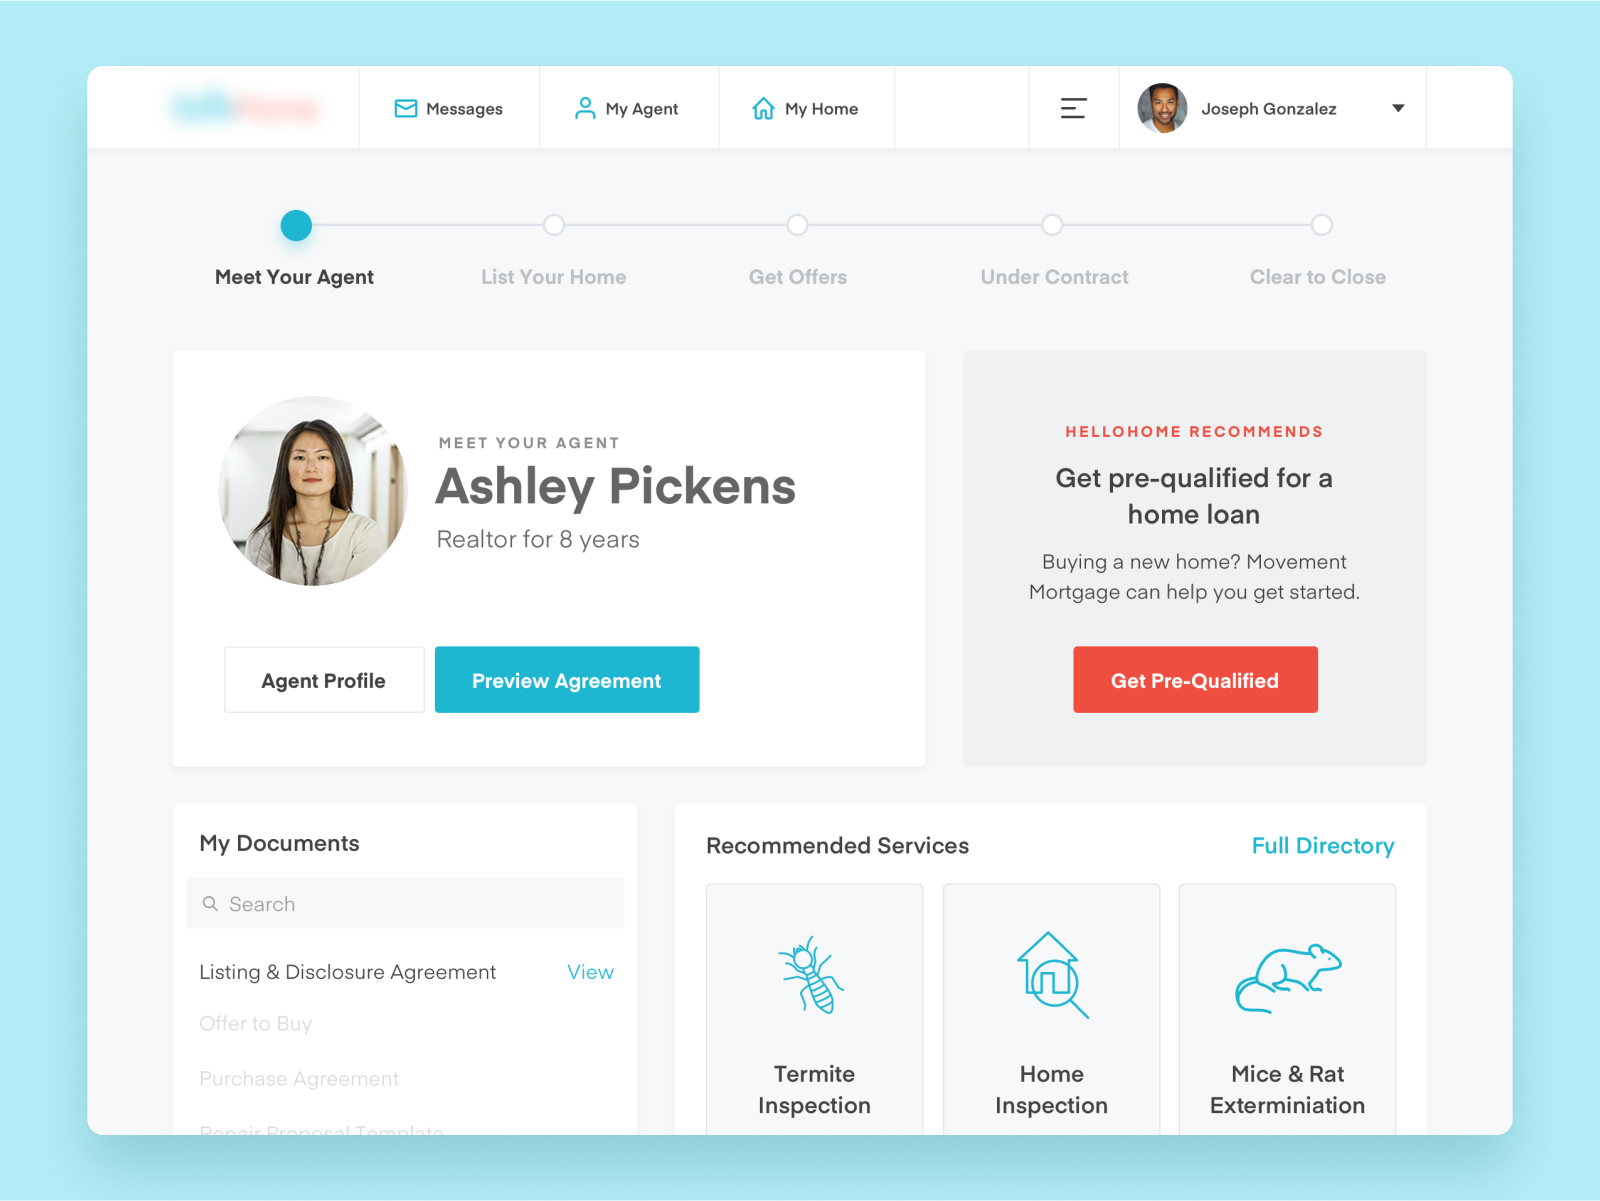 Messages
My Agent
My Home
Joseph Gonzalez
Meet Your Agent
List Your Home
Get Offers
Under Contract
Clear to Close
MEET YOUR AGENT
Ashley Pickens
Realtor for 8 years
Agent Profile
Preview Agreement
HELLOHOME RECOMMENDS
Get pre-qualified for a
home loan
Buying a new home? Movement
Mortgage can help you get started.
Get Pre-Qualified
My Documents
Search
Listing & Disclosure Agreement
View
Offer to Buy
Purchase Agreement
Repair Proposal Template
Recommended Services
Full Directory
Termite
Inspection
Home
Inspection
Mice & Rat
Exterminiation